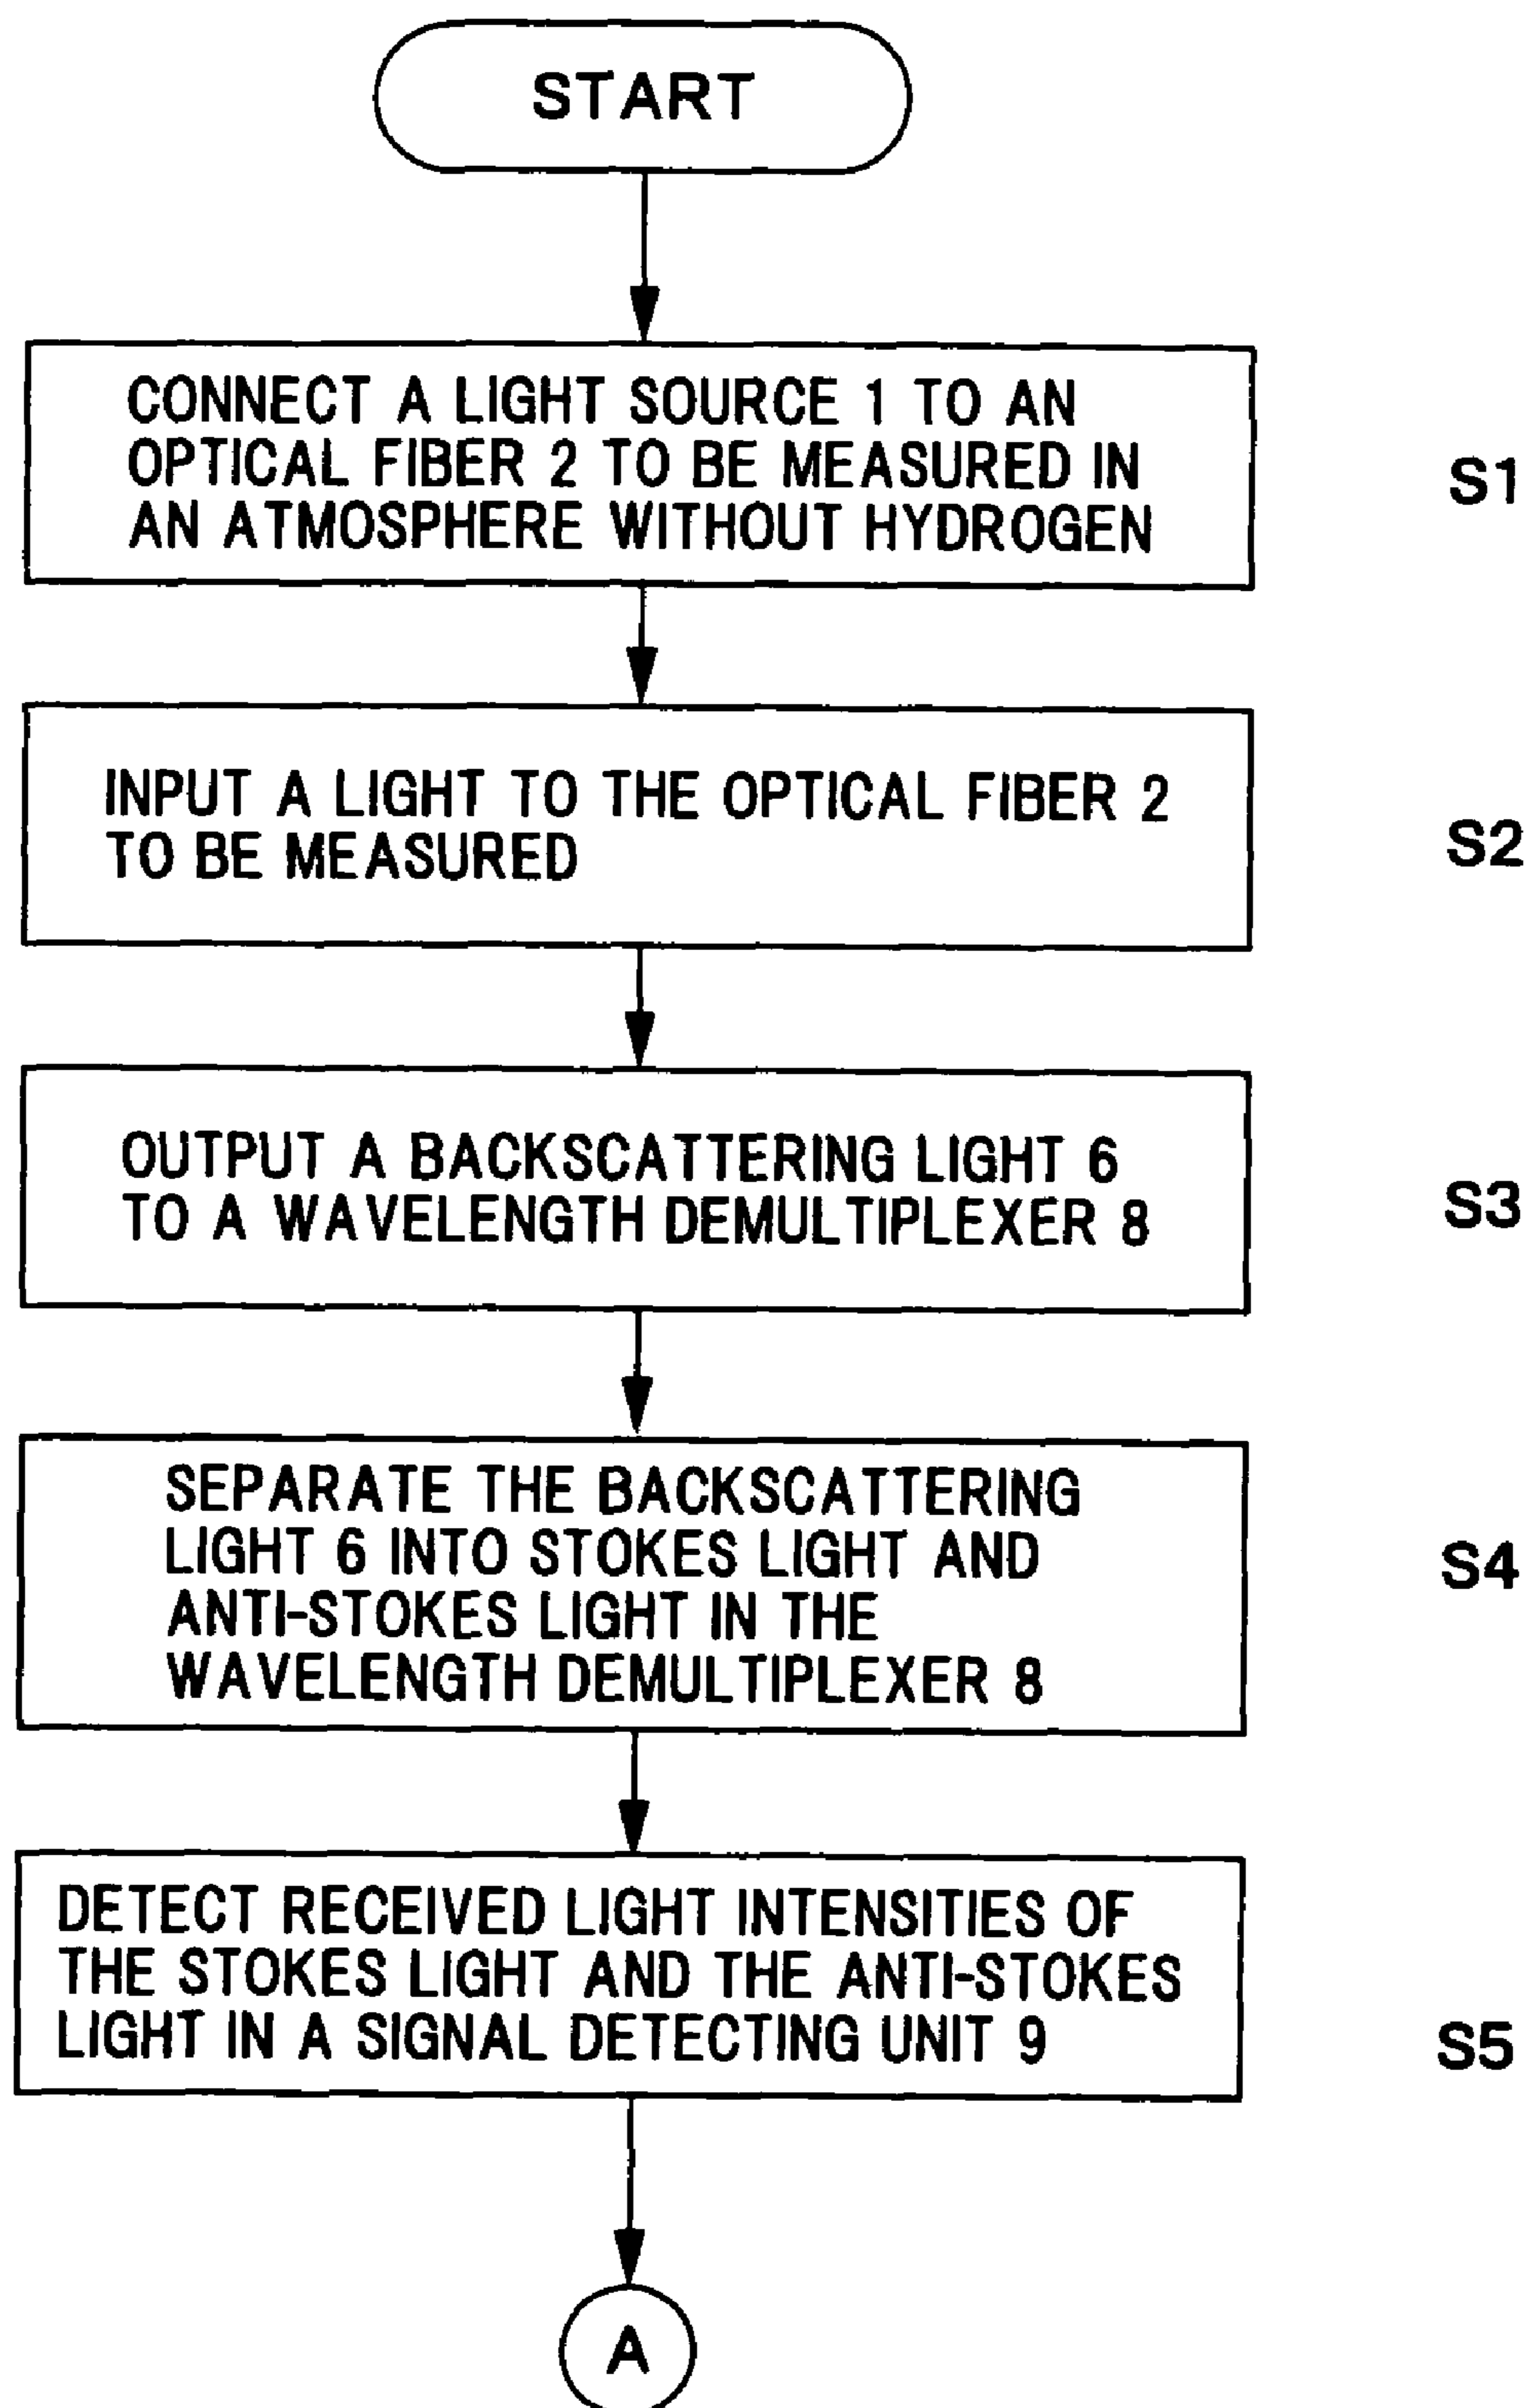 START
CONNECT A LIGHT SOURCE 1 TO AN
OPTICAL FIBER 2 TO BE MEASURED IN
AN ATMOSPHERE WITHOUT HYDROGEN
S1
INPUT A LIGHT TO THE OPTICAL FIBER 2
TO BE MEASURED
S2
OUTPUT A BACKSCATTERING LIGHT 6
TO A WAVELENGTH DEMULTIPLEXER 8
S3
SEPARATE THE BACKSCATTERING
LIGHT 6 INTO STOKES LIGHT AND
ANTI-STOKES LIGHT IN THE
WAVELENGTH DEMULTIPLEXER 8
S4
DETECT RECEIVED LIGHT INTENSITIES OF
THE STOKES LIGHT AND THE ANTI-STOKES
LIGHT IN A SIGNAL DETECTING UNIT 9
S5
A